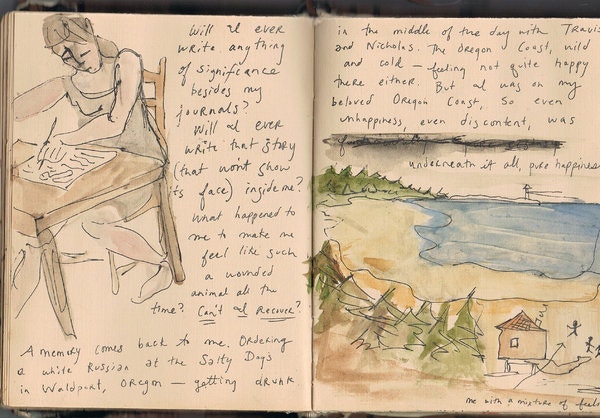 Will I ever
write anything
of significance
besides my
journals?
Will I ever
write that story
(that won't show
its face) inside me?
What happened to
me to make me
feel like such
a wounded
animal all the
time? Can't I Recover?
A memory comes back to me. Ordering
a white Russian at the Salty Dog's
in Waldport, Oregon — getting drunk
in the middle of the day with Travis
and Nicholas. The Oregon Coast, wild
and cold — feeling not quite happy
there either. But I was on my
beloved Oregon Coast, so even
unhappiness, even discontent, was
underneath it all, pure happiness
me with a mixture of feel